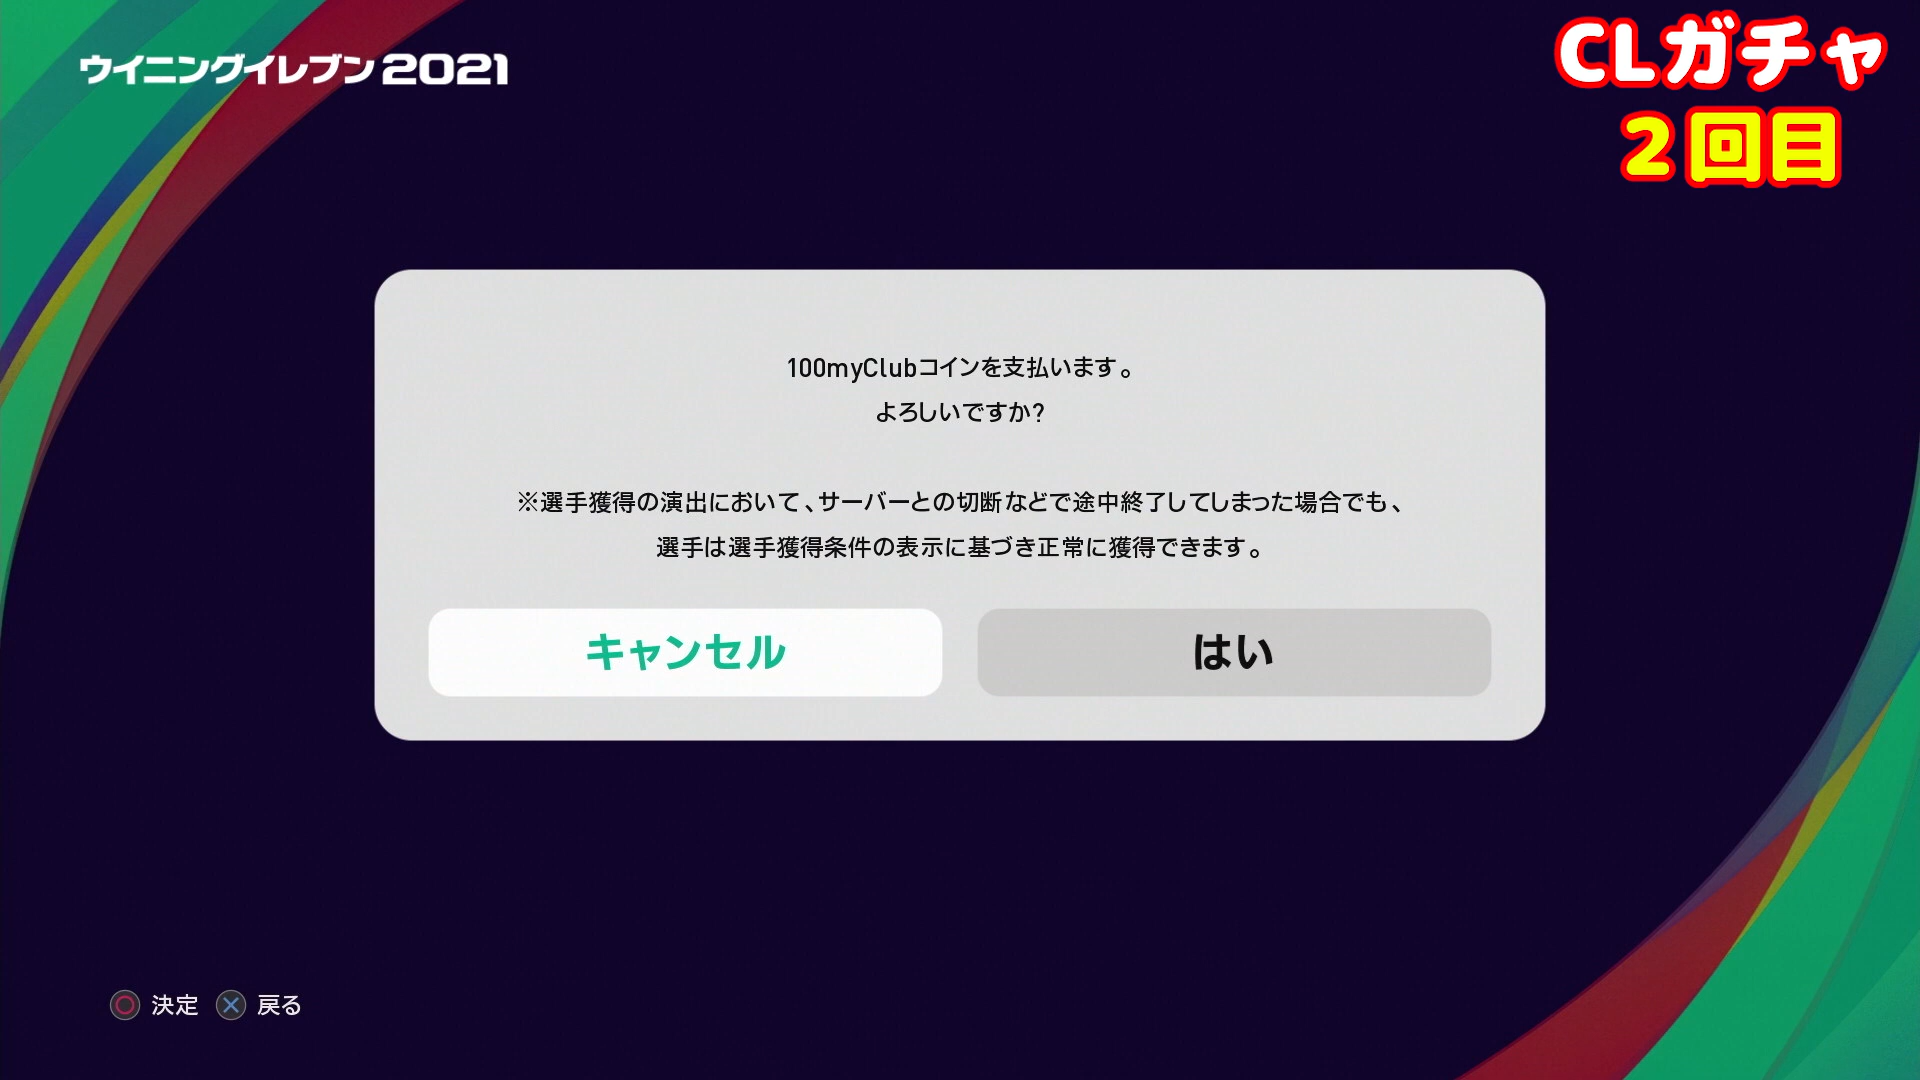 ウイニングイレブン2021
CLガチャ
2回目
100myClubコインを支払います。
よろしいですか?
※選手獲得の演出において、サーバーとの切断などで途中終了してしまった場合でも、
選手は選手獲得条件の表示に基づき正常に獲得できます。
キャンセル
はい
決定 戻る